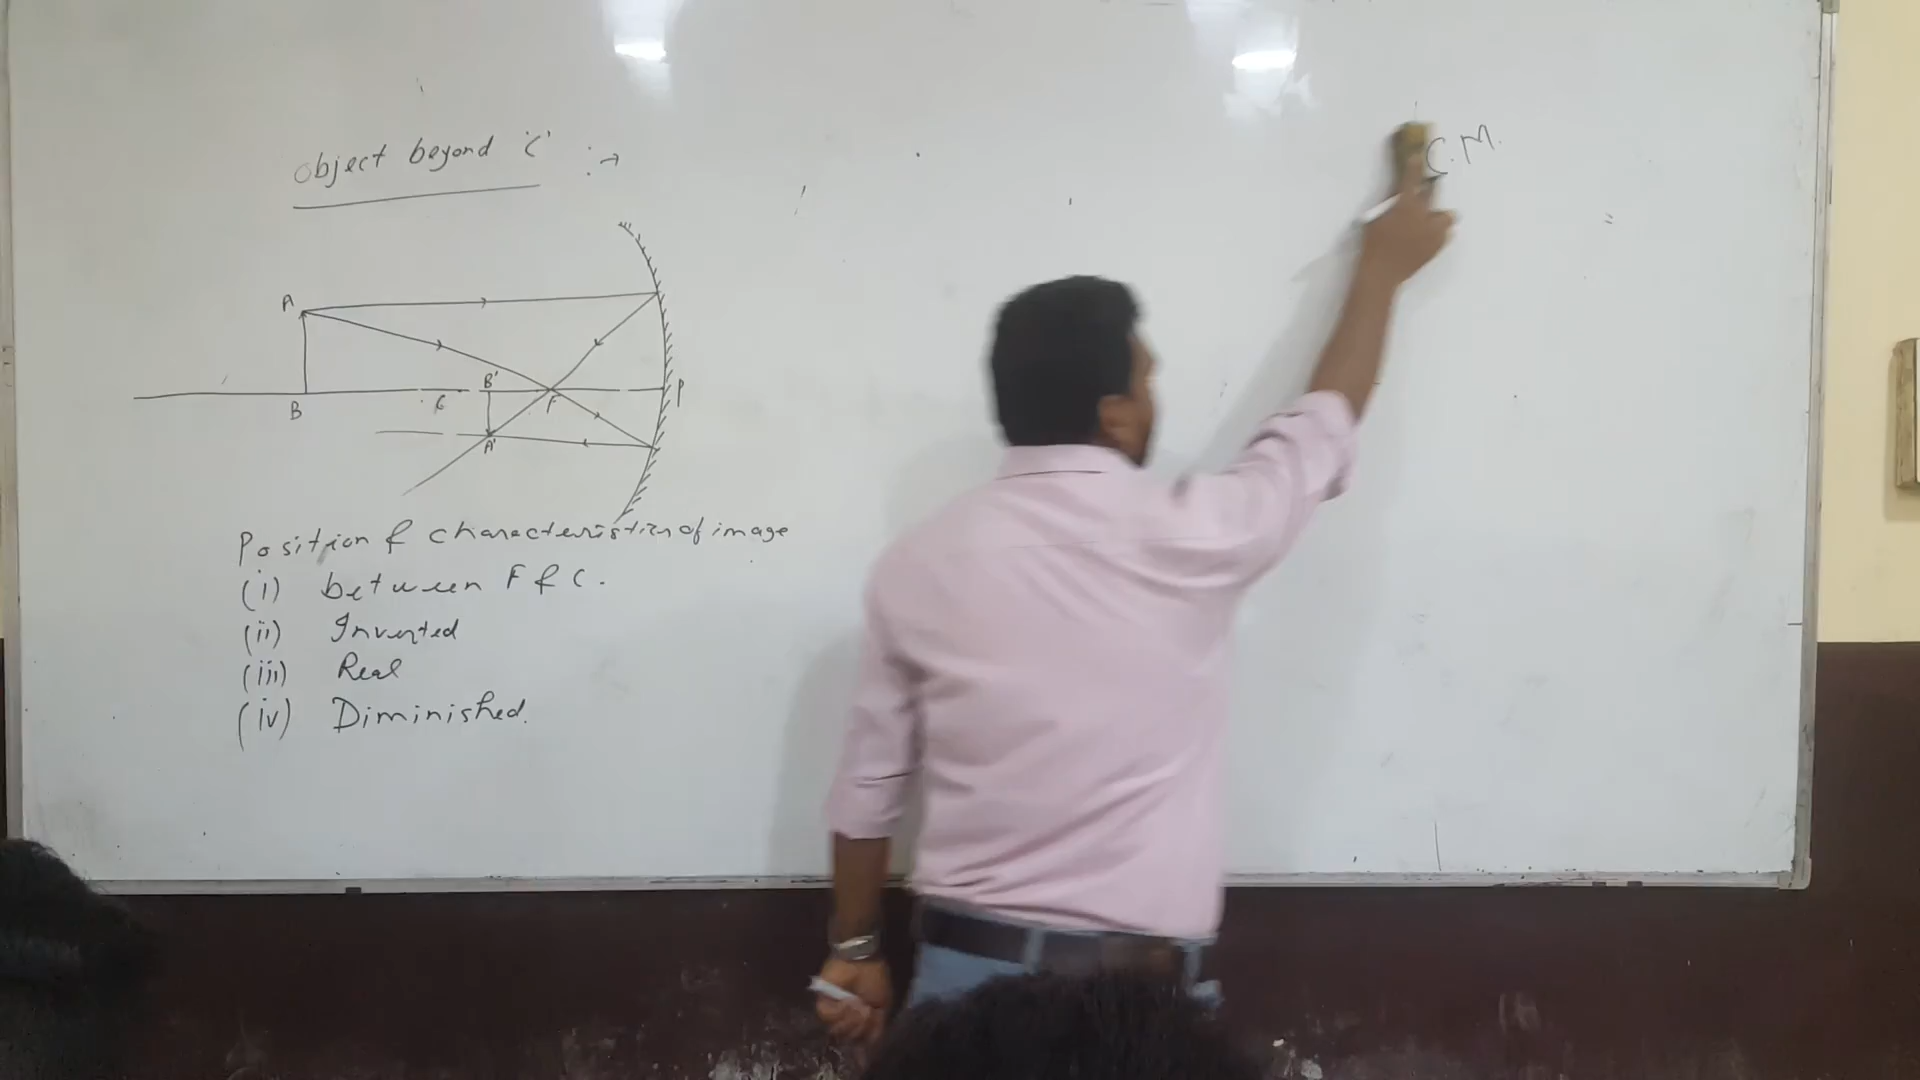 Object beyond 'C' :→
C.M.
A
B'
P
B
C
F
A'
Position & characteristics of image
(i) between F & C.
(ii) Inverted
(iii) Real
(iv) Diminished.